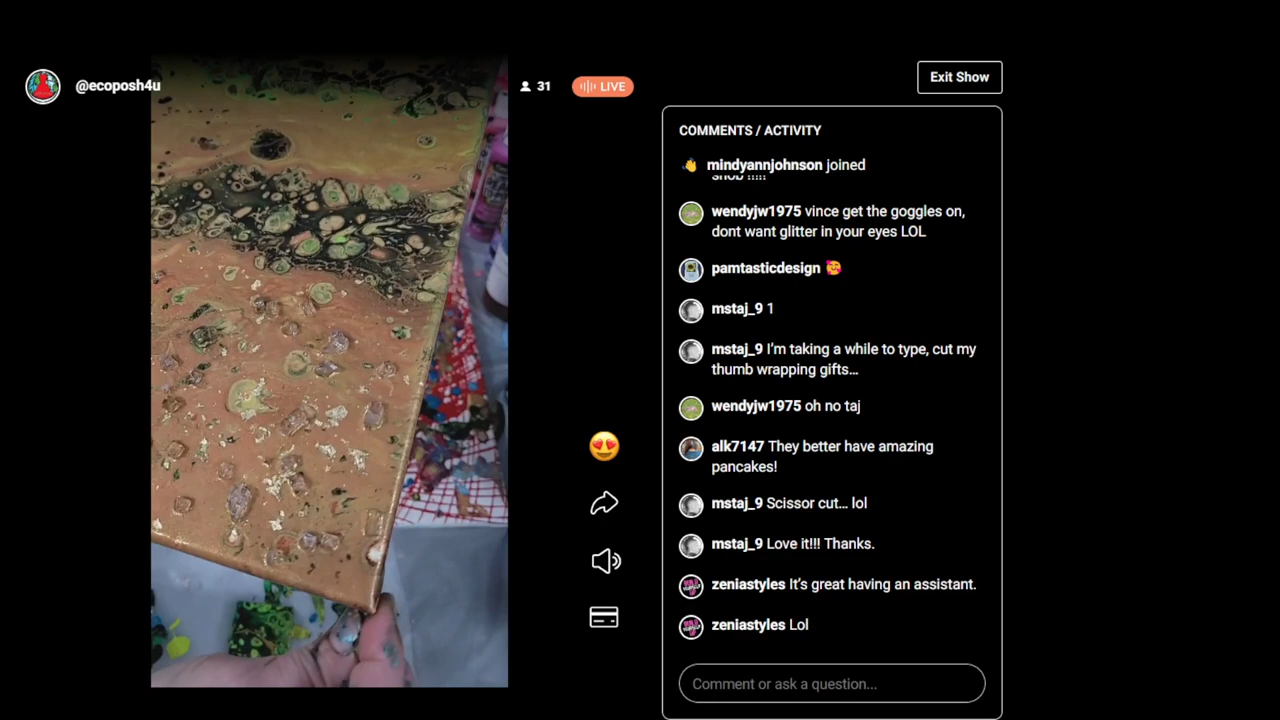 @ecoposh4u
31
LIVE
Exit Show
COMMENTS / ACTIVITY
mindyannjohnson joined
snob !!!!!
wendyjw1975 vince get the goggles on,
dont want glitter in your eyes LOL
pamtasticdesign
mstaj_9 1
mstaj_9 I'm taking a while to type, cut my
thumb wrapping gifts...
wendyjw1975 oh no taj
alk7147 They better have amazing
pancakes!
mstaj_9 Scissor cut... lol
mstaj_9 Love it!!! Thanks.
zeniastyles It's great having an assistant.
zeniastyles Lol
Comment or ask a question...